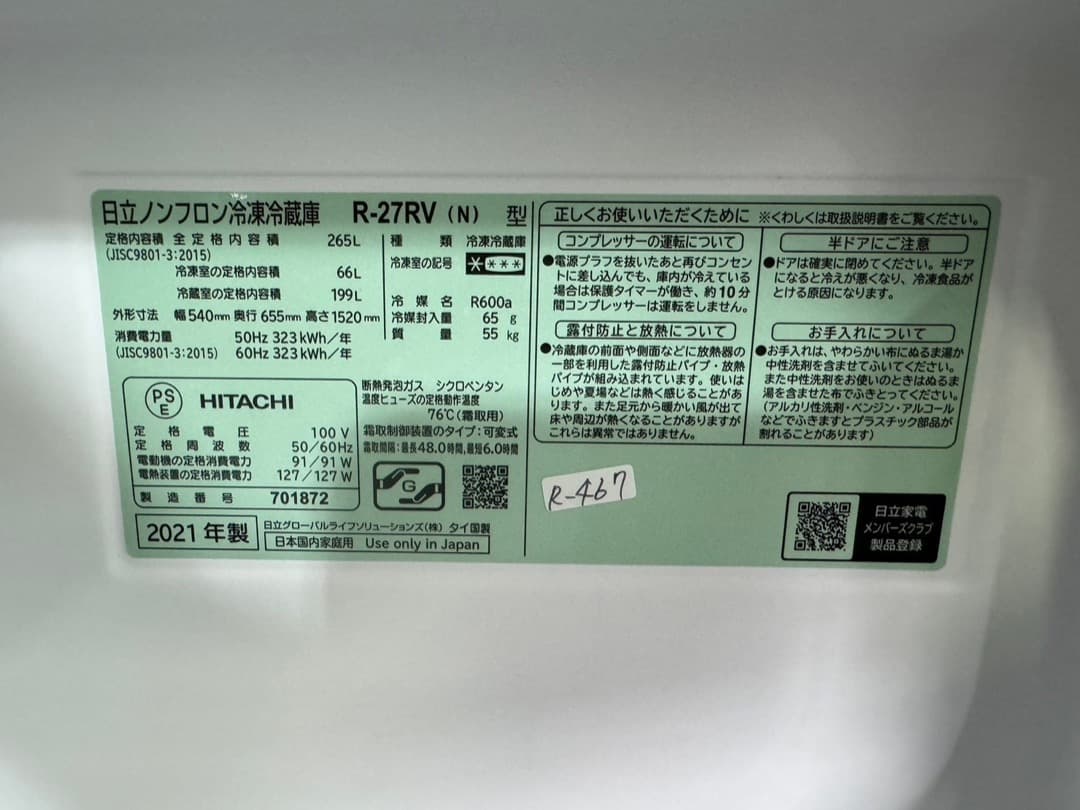 日立ノンフロン冷凍冷蔵庫 R-27RV (N) 型
定格内容積 全定格内容積 265L
(JISC9801-3:2015)
冷凍室の定格内容積 66L
冷蔵室の定格内容積 199L
外形寸法 幅540mm 奥行655mm 高さ1520mm
消費電力量 50Hz 323kWh/年
(JISC9801-3:2015) 60Hz 323kWh/年
種類 冷凍冷蔵庫
冷凍室の記号 ****
冷媒名 R600a
冷媒封入量 65 g
質量 55 kg
PS
E
HITACHI
定格電圧 100V
定格周波数 50/60Hz
電動機の定格消費電力 91/91W
電熱装置の定格消費電力 127/127W
製造番号 701872
断熱発泡ガス シクロペンタン
温度ヒューズの定格動作温度
76℃(霜取用)
霜取制御装置のタイプ:可変式
霜取間隔:最長48.0時間,最短6.0時間
G
2021年製
日立グローバルライフソリューションズ(株) タイ国製
日本国内家庭用 Use only in Japan
正しくお使いいただくために ※くわしくは取扱説明書をご覧ください。
コンプレッサーの運転について
●電源プラグを抜いたあと再びコンセン
トに差し込んでも、庫内が冷えている
場合は保護タイマーが働き、約10分
間コンプレッサーは運転をしません。
露付防止と放熱について
●冷蔵庫の前面や側面などに放熱器の
一部を利用した露付防止パイプ・放熱
パイプが組み込まれています。使いは
じめや夏場などは熱く感じることがあ
ります。また足元から暖かい風が出て
床や周辺が熱くなることがありますが
これらは異常ではありません。
半ドアにご注意
●ドアは確実に閉めてください。半ドア
になると冷えが悪くなり、冷凍食品が
とける原因になります。
お手入れについて
●お手入れは、やわらかい布にぬるま湯か
中性洗剤を含ませてふいてください。
また中性洗剤をお使いのときはぬるま
湯を含ませた布でふきとってください。
(アルカリ性洗剤・ベンジン・アルコール
などでふきますとプラスチック部品が
割れることがあります)
R-467
日立家電
メンバーズクラブ
製品登録